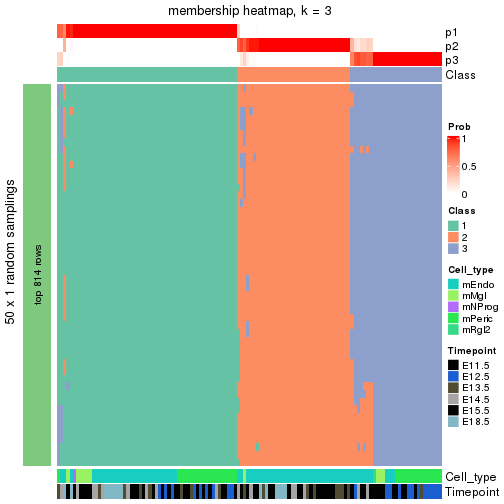 membership heatmap, k = 3
p1
p2
p3
Class
50 x 1 random samplings
top 814 rows
Prob
1
0.5
0
Class
1
2
3
Cell_type
mEndo
mMgl
mNProg
mPeric
mRgl2
Timepoint
E11.5
E12.5
E13.5
E14.5
E15.5
E18.5
Cell_type
Timepoint